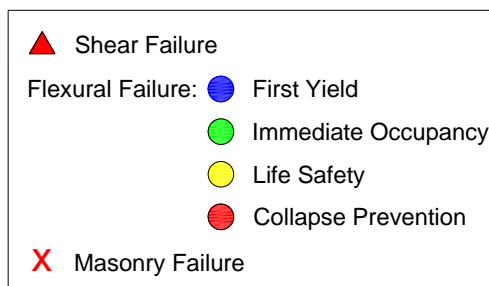 Shear Failure
Flexural Failure: First Yield
Immediate Occupancy
Life Safety
Collapse Prevention
X Masonry Failure